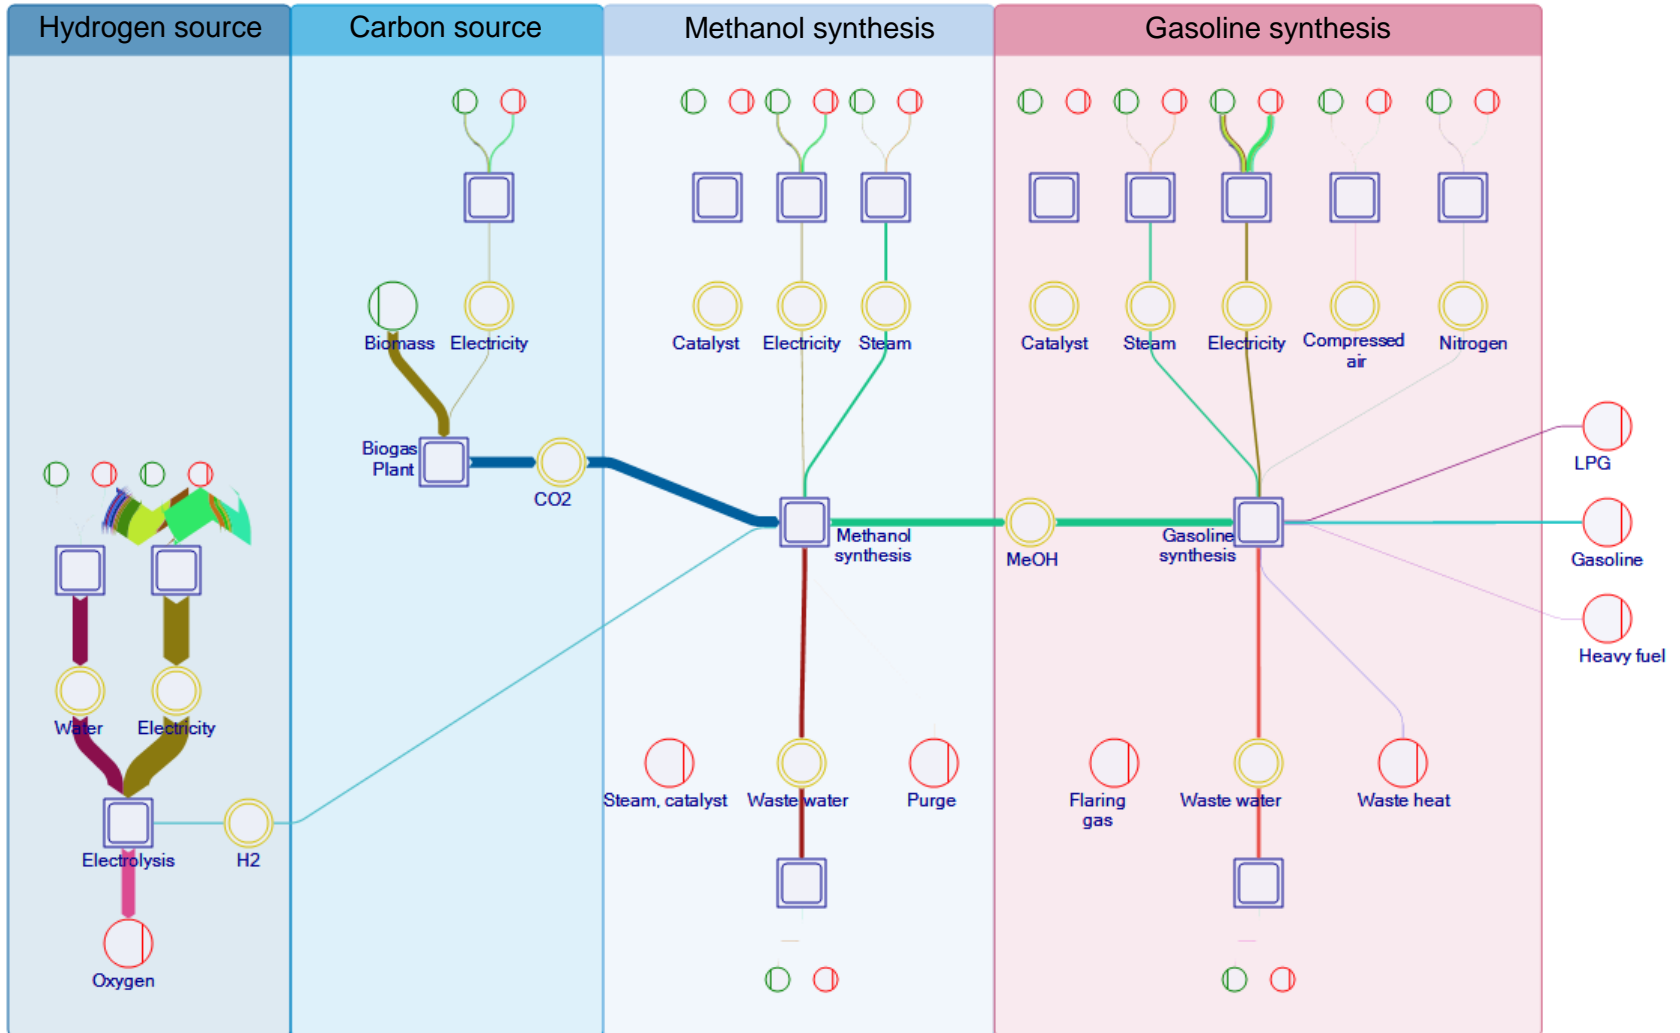 Hydrogen source
Carbon source
Methanol synthesis
Gasoline synthesis
Biomass
Electricity
Catalyst
Electricity
Steam
Catalyst
Steam
Electricity
Compressed
air
Nitrogen
Biogas
Plant
CO2
LPG
Methanol
synthesis
MeOH
Gasoline
synthesis
Gasoline
Heavy fuel
Water
Electricity
Steam, catalyst
Waste water
Purge
Flaring
gas
Waste water
Waste heat
Electrolysis
H2
Oxygen